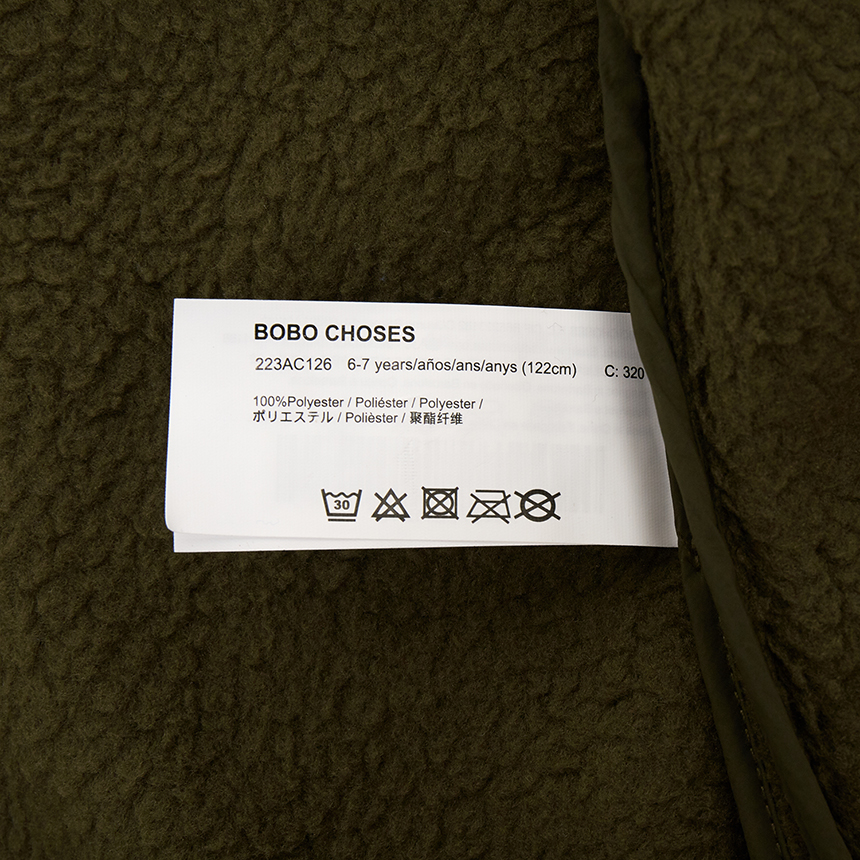 BOBO CHOSES
223AC126 6-7 years/años/ans/anys (122cm) C: 320
100%Polyester / Poliéster / Polyester /
ポリエステル / Polièster / 聚酯纤维
30